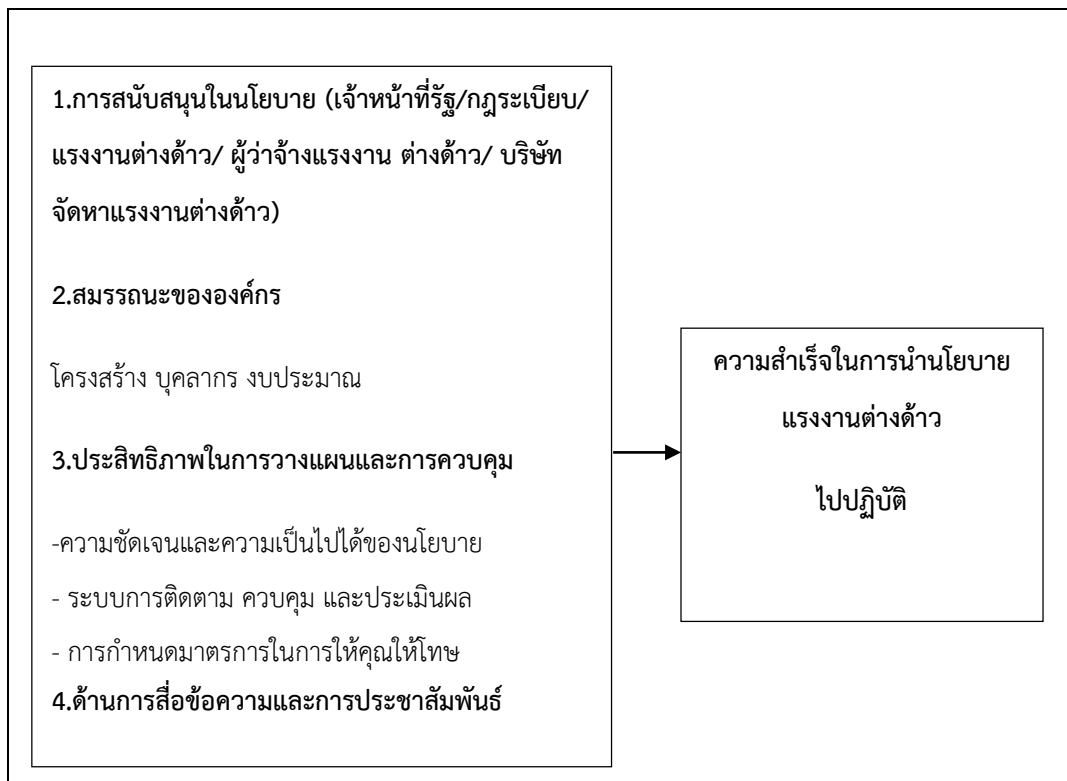 1.การสนับสนุนในนโยบาย (เจ้าหน้าที่รัฐ/กฎระเบียบ/
แรงงานต่างด้าว/ ผู้ว่าจ้างแรงงาน ต่างด้าว/ บริษัท
จัดหาแรงงานต่างด้าว)
2.สมรรถนะขององค์กร
โครงสร้าง บุคลากร งบประมาณ
3.ประสิทธิภาพในการวางแผนและการควบคุม
-ความชัดเจนและความเป็นไปได้ของนโยบาย
- ระบบการติดตาม ควบคุม และประเมินผล
- การกำหนดมาตรการในการให้คุณให้โทษ
4.ด้านการสื่อข้อความและการประชาสัมพันธ์
ความสำเร็จในการนำนโยบาย
แรงงานต่างด้าว
ไปปฏิบัติ